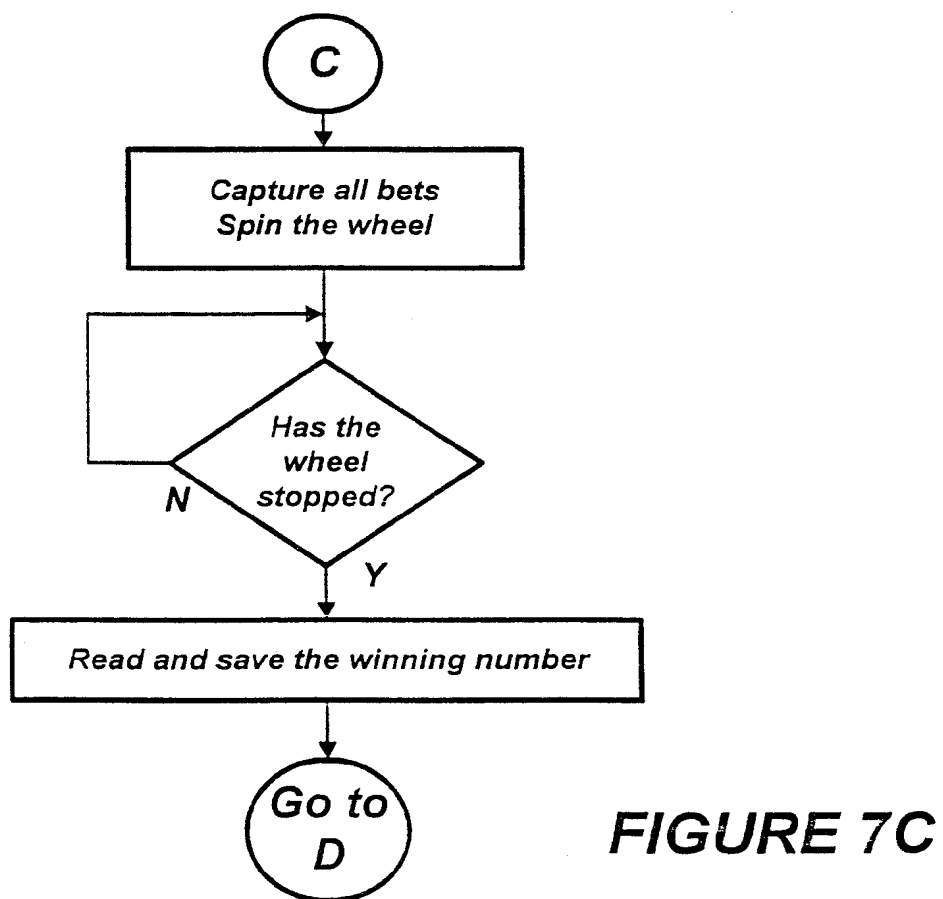 C
Capture all bets
Spin the wheel
Has the
wheel
stopped?
N
Y
Read and save the winning number
Go to
D
FIGURE 7C